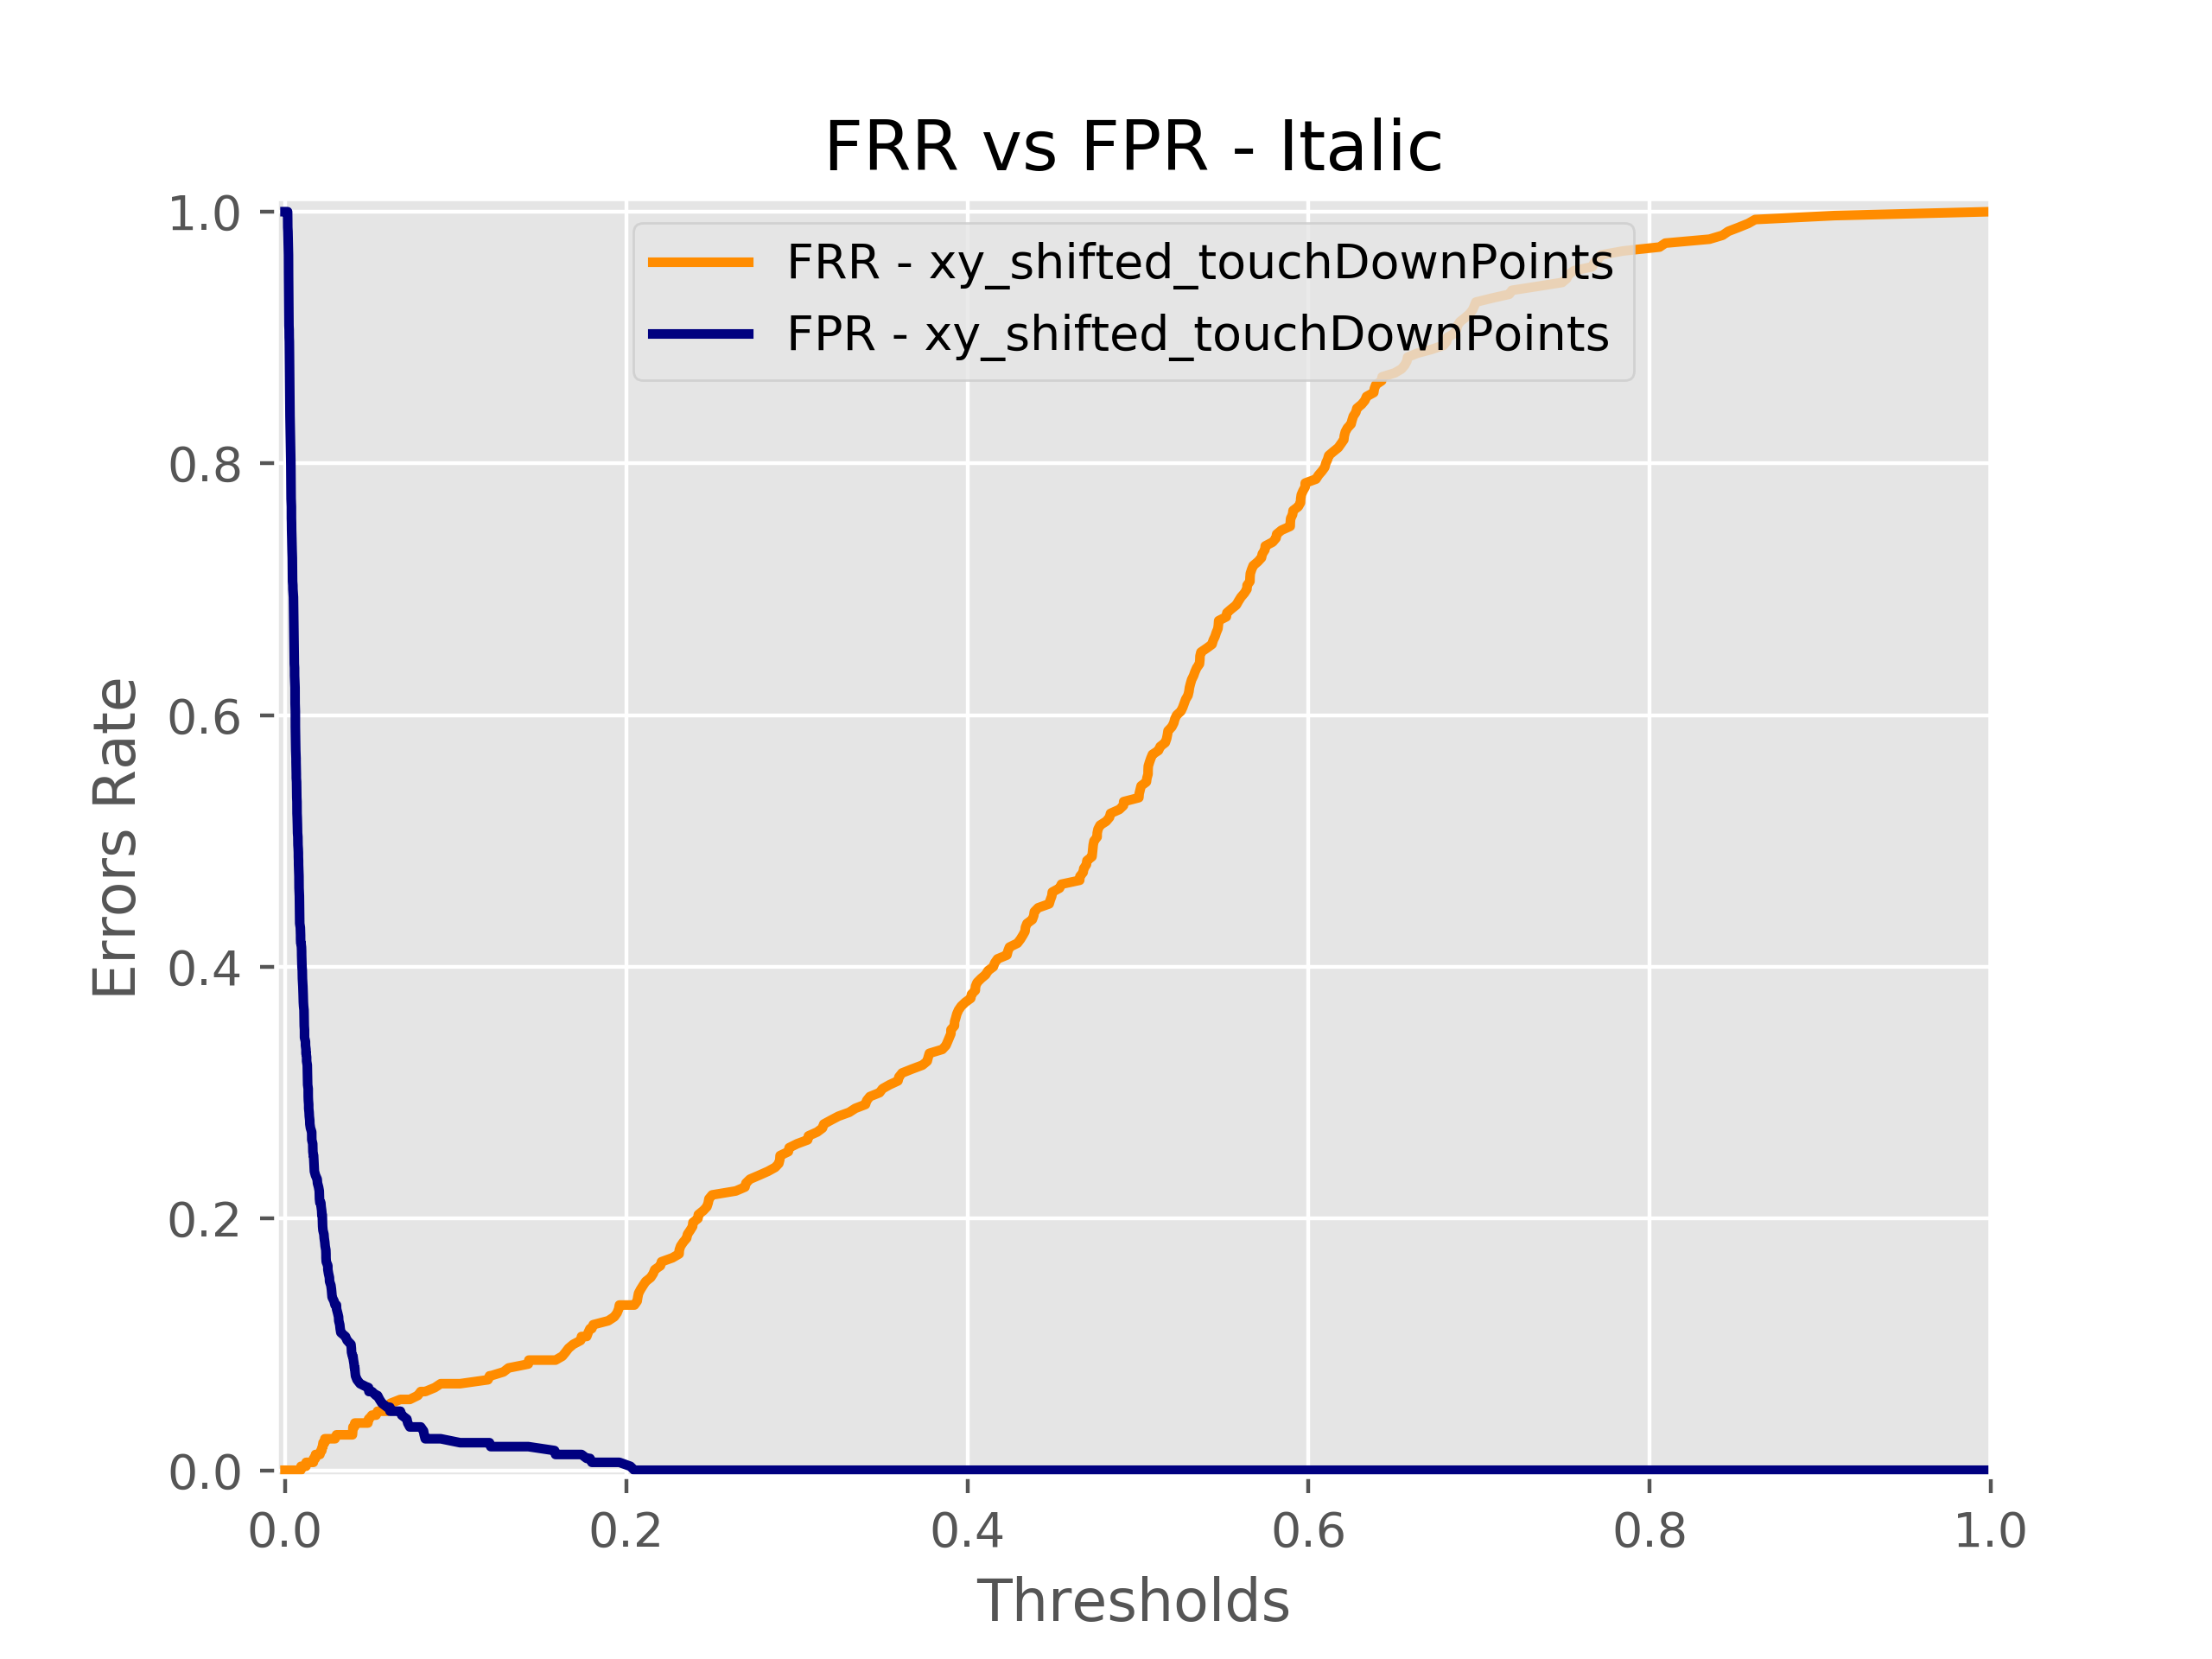 FRR vs FPR - Italic
FRR - xy_shifted_touchDownPoints
FPR - xy_shifted_touchDownPoints
Errors Rate
1.0
0.8
0.6
0.4
0.2
0.0
0.0 0.2 0.4 0.6 0.8 1.0
Thresholds